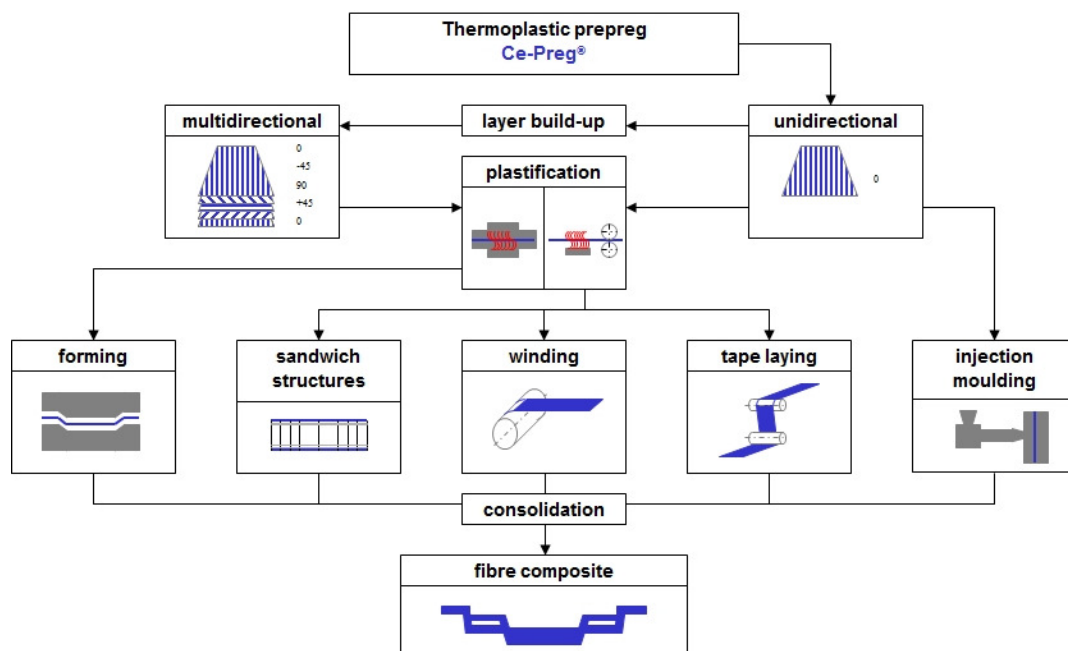 Thermoplastic prepreg
Ce-Preg®
multidirectional
0
-45
90
+45
0
layer build-up
unidirectional
0
plastification
forming
sandwich
structures
winding
tape laying
injection
moulding
consolidation
fibre composite